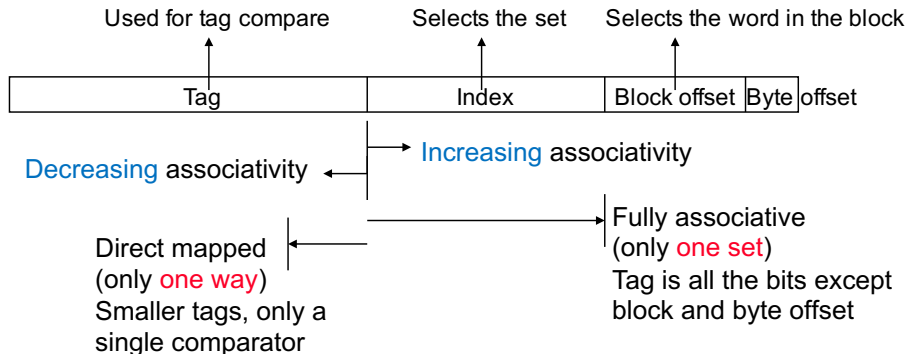 Used for tag compare
Selects the set
Selects the word in the block
Tag
Index
Block offset
Byte offset
Decreasing associativity
Increasing associativity
Direct mapped
(only one way)
Smaller tags, only a
single comparator
Fully associative
(only one set)
Tag is all the bits except
block and byte offset